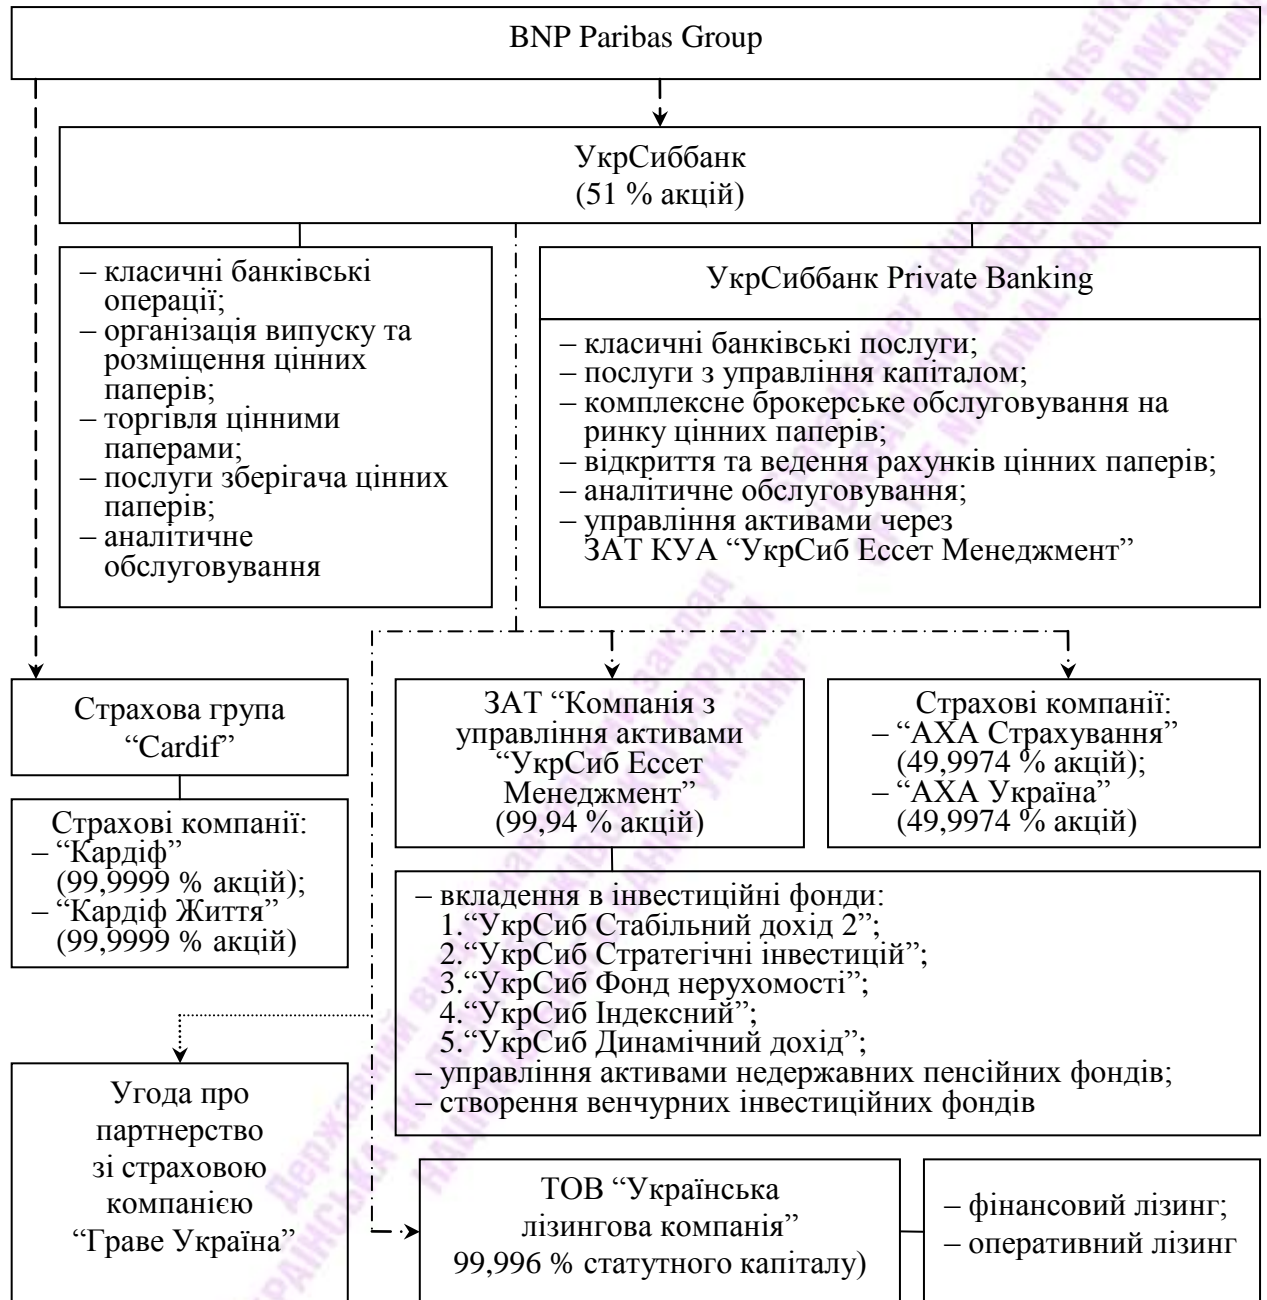 BNP Paribas Group
УкрСиббанк
(51 % акцій)
– класичні банківські
операції;
– організація випуску та
розміщення цінних
паперів;
– торгівля цінними
паперами;
– послуги зберігача цінних
паперів;
– аналітичне
обслуговування
УкрСиббанк Private Banking
– класичні банківські послуги;
– послуги з управління капіталом;
– комплексне брокерське обслуговування на
ринку цінних паперів;
– відкриття та ведення рахунків цінних паперів;
– аналітичне обслуговування;
– управління активами через
ЗАТ КУА “УкрСиб Ессет Менеджмент”
Страхова група
“Cardif”
Страхові компанії:
– “Кардіф”
(99,9999 % акцій);
– “Кардіф Життя”
(99,9999 % акцій)
ЗАТ “Компанія з
управління активами
“УкрСиб Ессет
Менеджмент”
(99,94 % акцій)
Страхові компанії:
– “АХА Страхування”
(49,9974 % акцій);
– “АХА Україна”
(49,9974 % акцій)
– вкладення в інвестиційні фонди:
1.“УкрСиб Стабільний дохід 2”;
2.“УкрСиб Стратегічні інвестицій”;
3.“УкрСиб Фонд нерухомості”;
4.“УкрСиб Індексний”;
5.“УкрСиб Динамічний дохід”;
– управління активами недержавних пенсійних фондів;
– створення венчурних інвестиційних фондів
Угода про
партнерство
зі страховою
компанією
“Граве Україна”
ТОВ “Українська
лізингова компанія”
99,996 % статутного капіталу)
– фінансовий лізинг;
– оперативний лізинг